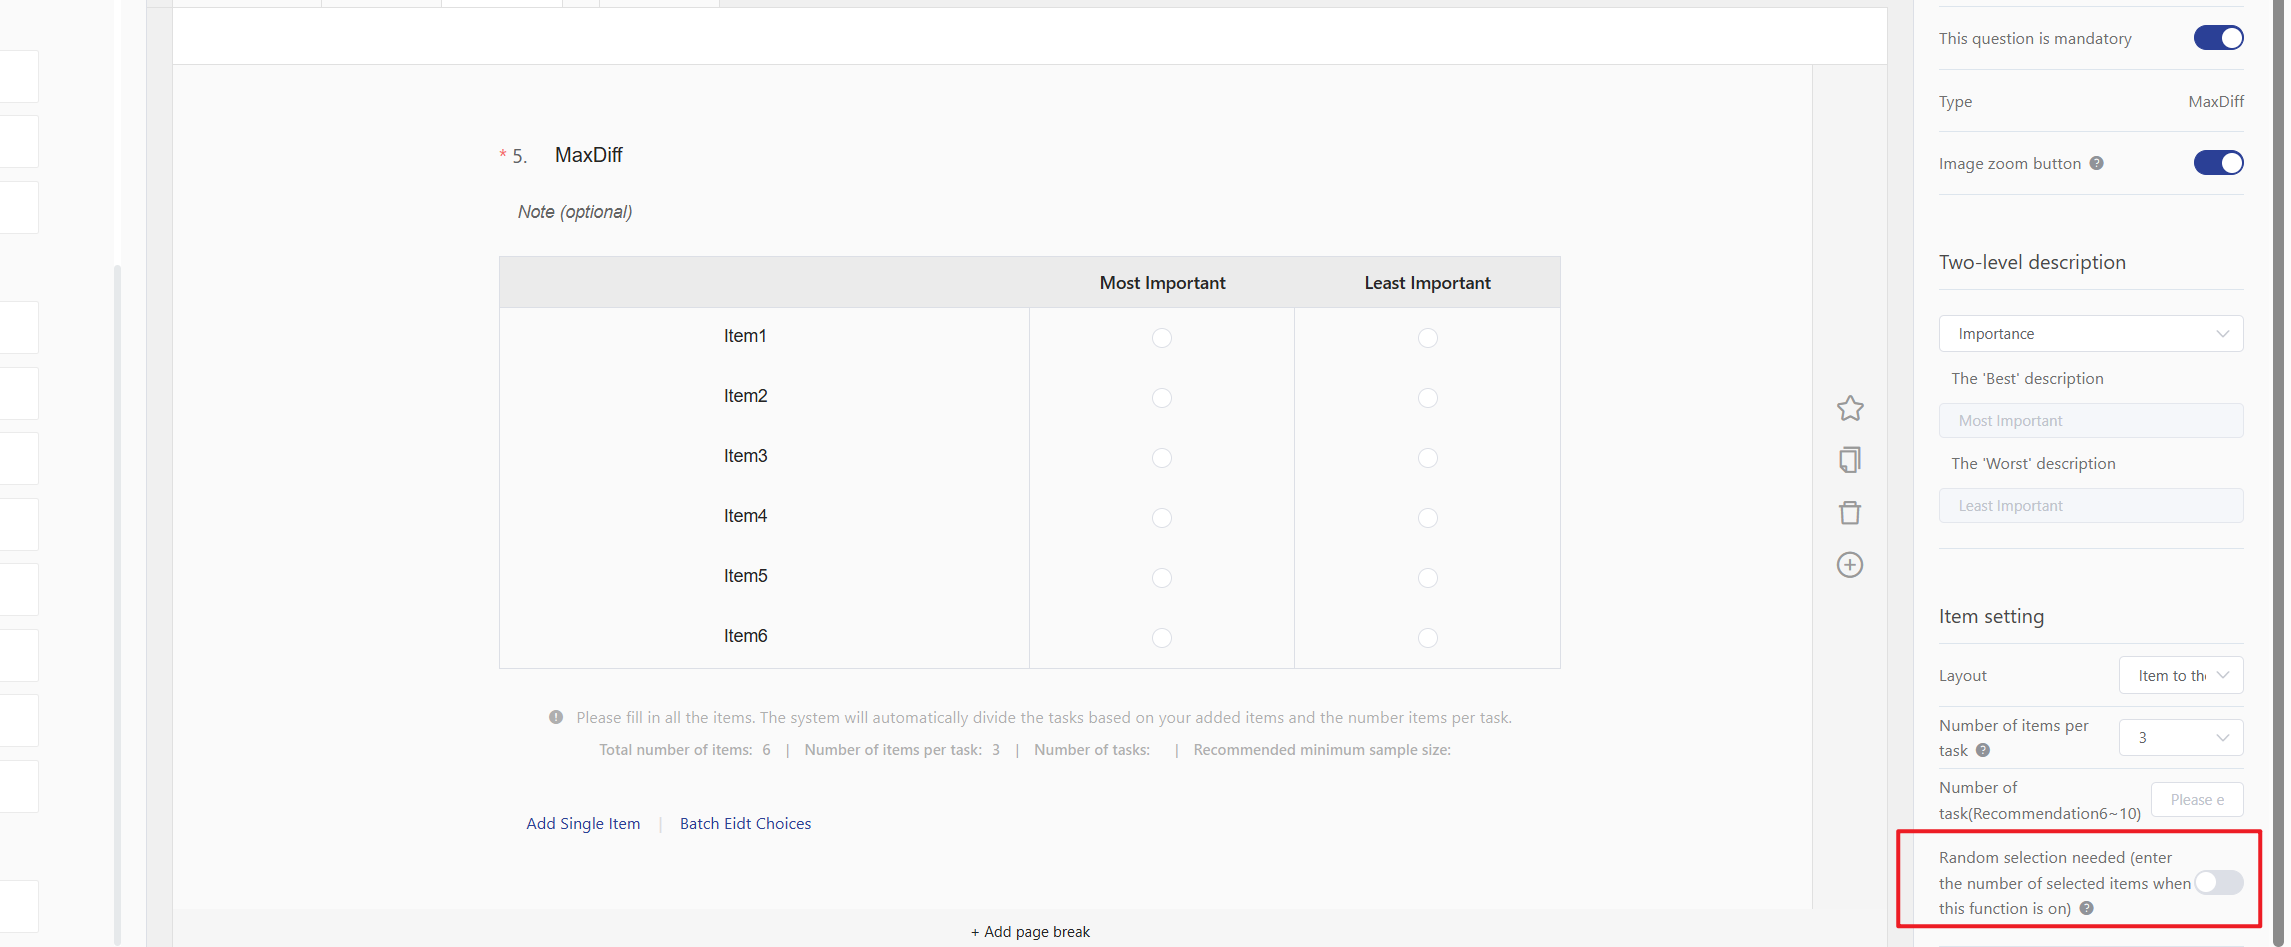 * 5. MaxDiff
Note (optional)
Most Important Least Important
Item1
Item2
Item3
Item4
Item5
Item6
Please fill in all the items. The system will automatically divide the tasks based on your added items and the number items per task.
Total number of items: 6 | Number of items per task: 3 | Number of tasks: | Recommended minimum sample size:
Add Single Item | Batch Eidt Choices
+ Add page break
This question is mandatory
Type MaxDiff
Image zoom button ?
Two-level description
Importance
The 'Best' description
Most Important
The 'Worst' description
Least Important
Item setting
Layout Item to the
Number of items per
task ? 3
Number of
task(Recommendation6~10) Please e
Random selection needed (enter
the number of selected items when
this function is on) ?